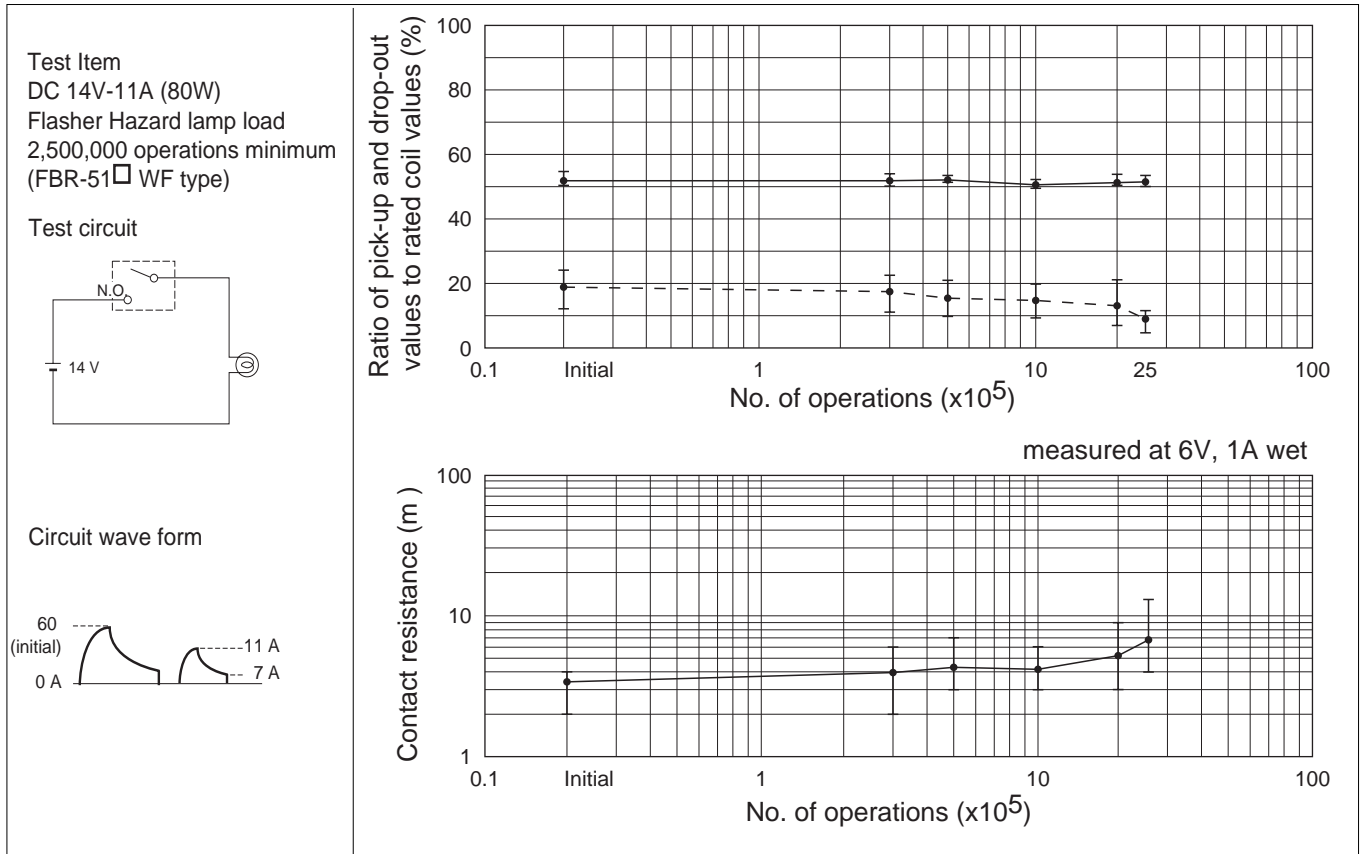 Test Item
DC 14V-11A (80W)
Flasher Hazard lamp load
2,500,000 operations minimum
(FBR-51□ WF type)
Test circuit
N.O.
14 V
Circuit wave form
60
(initial)
0 A
11 A
7 A
Ratio of pick-up and drop-out
values to rated coil values (%)
100
80
60
40
20
0
0.1 Initial 1 10 25 100
No. of operations (x10⁵)
measured at 6V, 1A wet
Contact resistance (m )
100
10
1
0.1 Initial 1 10 100
No. of operations (x10⁵)